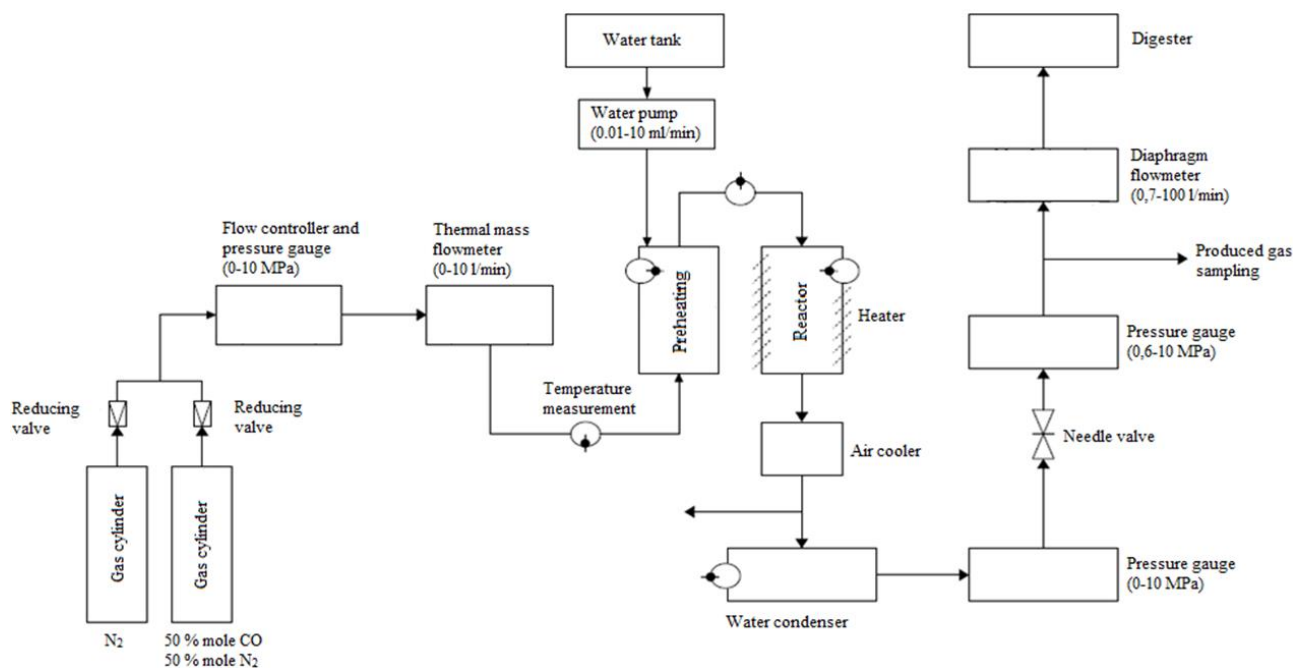 Water tank
Digester
Water pump
(0.01-10 ml/min)
Diaphragm
flowmeter
(0,7-100 l/min)
Flow controller and
pressure gauge
(0-10 MPa)
Thermal mass
flowmeter
(0-10 l/min)
Produced gas
sampling
Preheating
Reactor
Heater
Pressure gauge
(0,6-10 MPa)
Temperature
measurement
Reducing
valve
Reducing
valve
Air cooler
Needle valve
Gas cylinder
Gas cylinder
Pressure gauge
(0-10 MPa)
Water condenser
N2
50 % mole CO
50 % mole N2